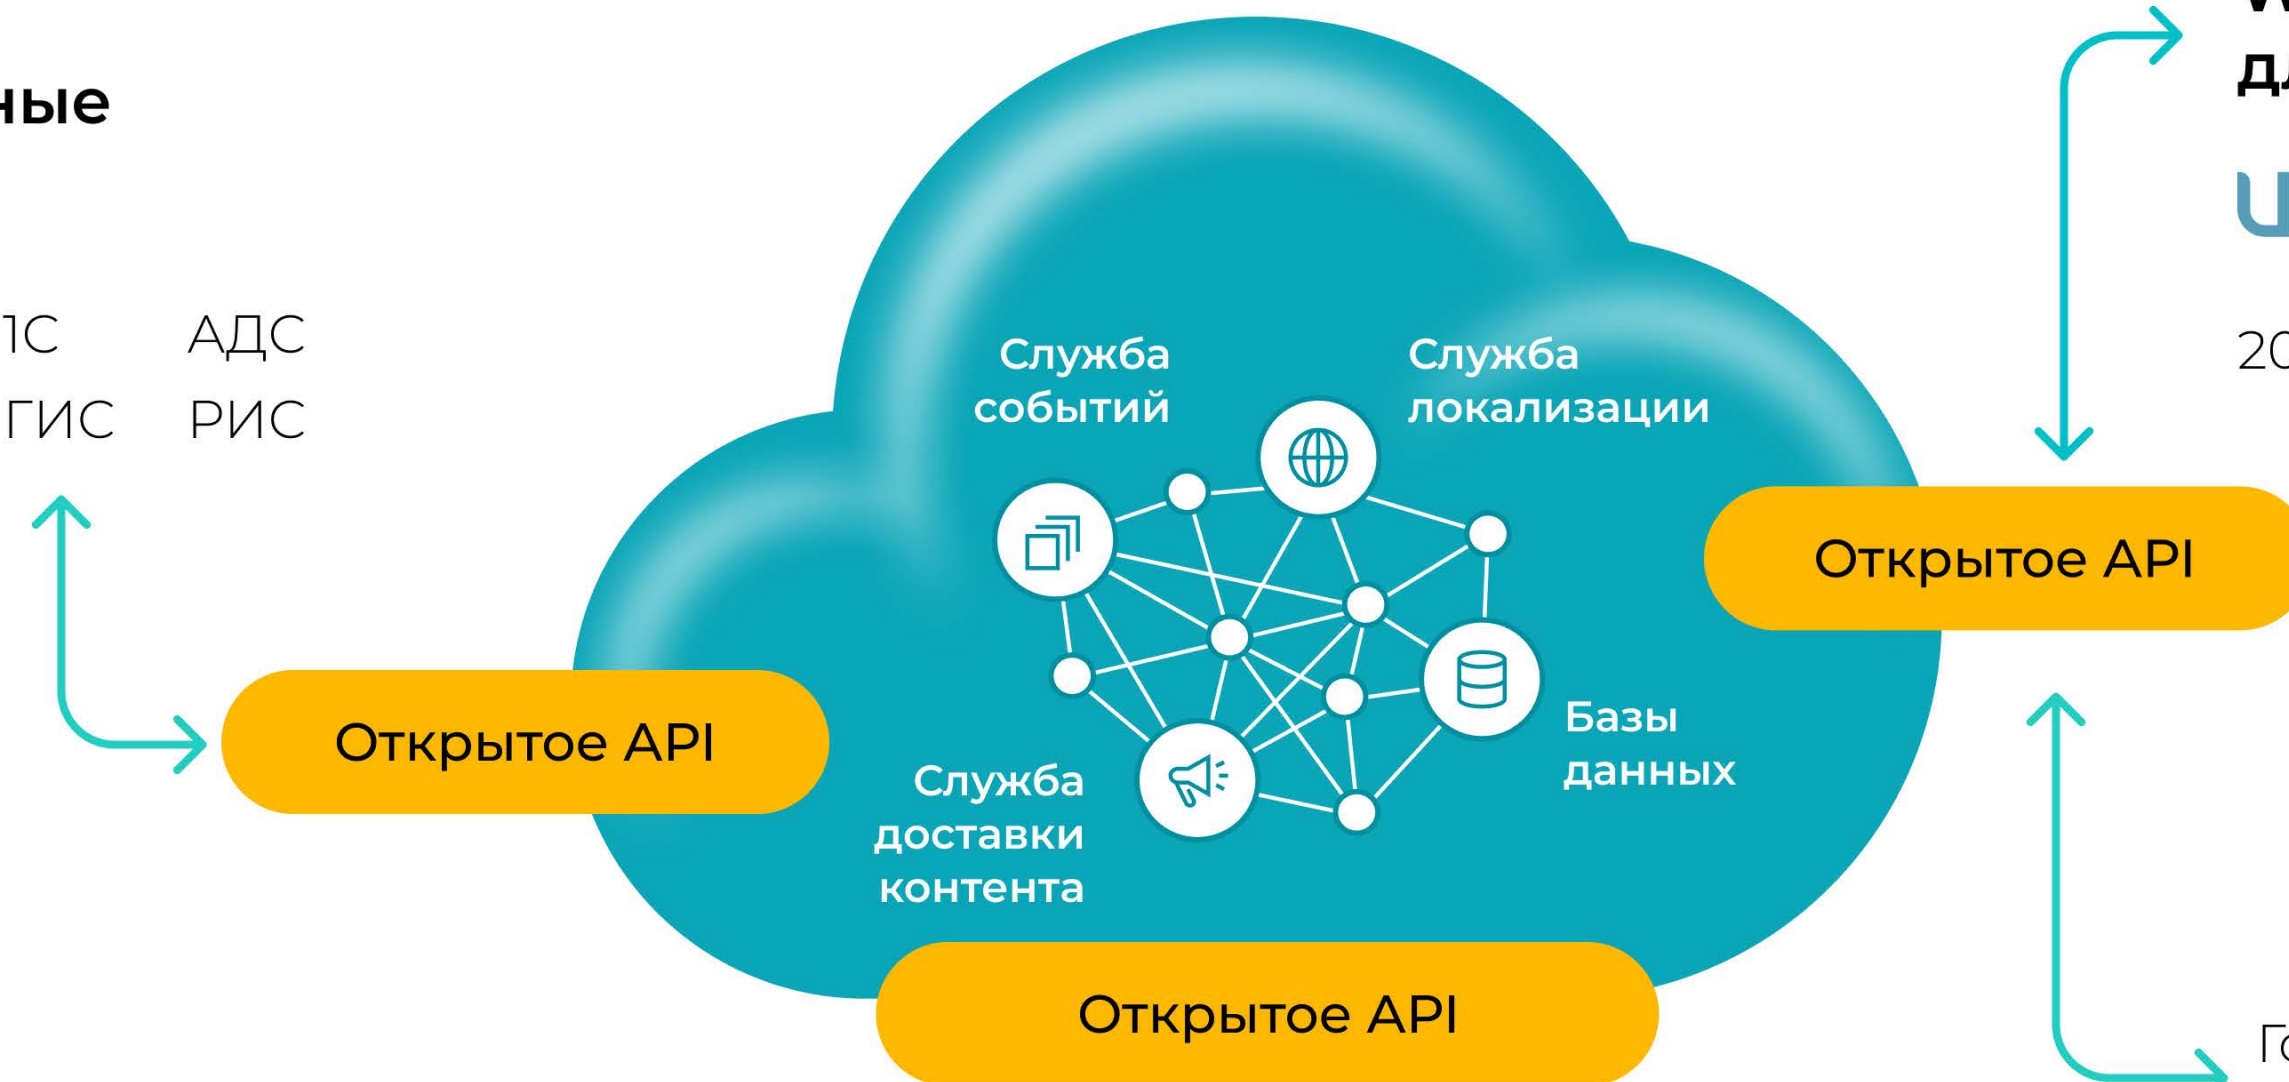 1С АДС
ГИС РИС
Служба
событий
Служба
локализации
Открытое API
Открытое API
Базы
данных
Служба
доставки
контента
Открытое API